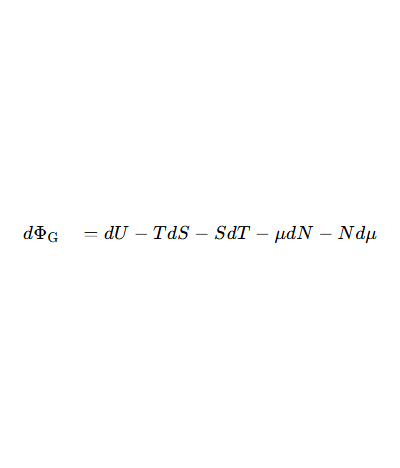 dΦ_G = dU − TdS − SdT − μdN − Ndμ